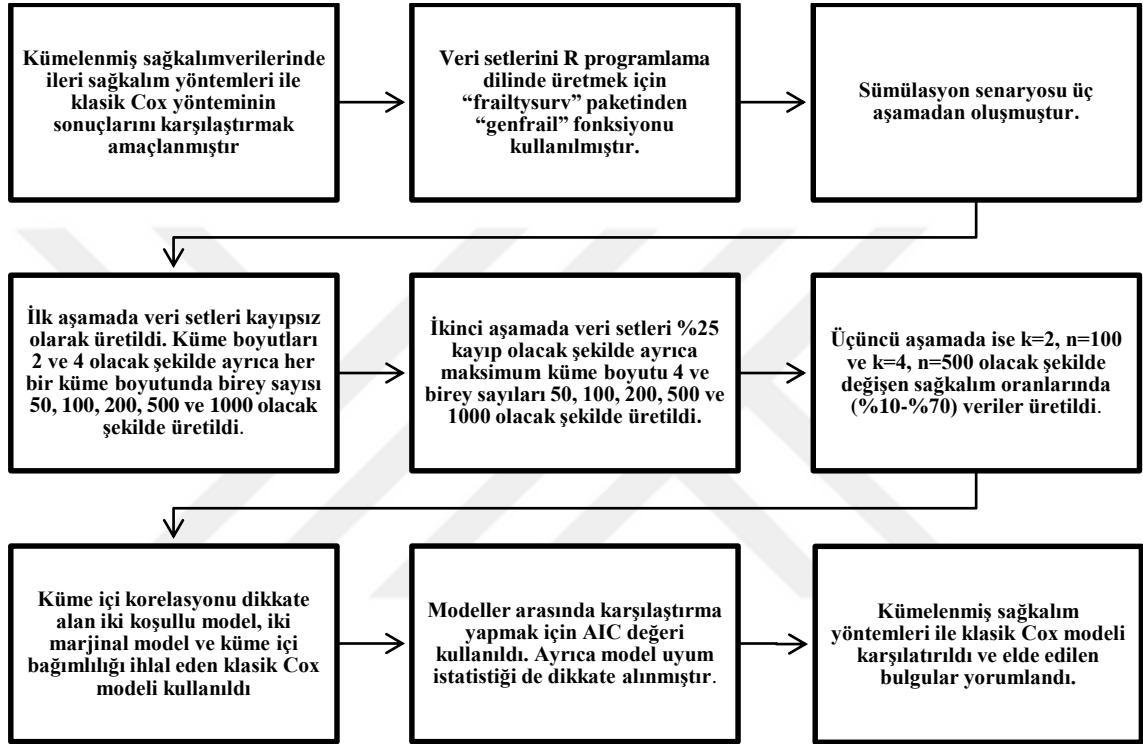 Kümelenmiş sağkalımverilerinde
ileri sağkalım yöntemleri ile
klasik Cox yönteminin
sonuçlarını karşılaştırmak
amaçlanmıştır
Veri setlerini R programlama
dilinde üretmek için
“frailtysurv” paketinden
“genfrail” fonksiyonu
kullanılmıştır.
Sümülasyon senaryosu üç
aşamadan oluşmuştur.
İlk aşamada veri setleri kayıpsız
olarak üretildi. Küme boyutları
2 ve 4 olacak şekilde ayrıca her
bir küme boyutunda birey sayısı
50, 100, 200, 500 ve 1000 olacak
şekilde üretildi.
İkinci aşamada veri setleri %25
kayıp olacak şekilde ayrıca
maksimum küme boyutu 4 ve
birey sayıları 50, 100, 200, 500 ve
1000 olacak şekilde üretildi.
Üçüncü aşamada ise k=2, n=100
ve k=4, n=500 olacak şekilde
değişen sağkalım oranlarında
(%10-%70) veriler üretildi.
Küme içi korelasyonu dikkate
alan iki koşullu model, iki
marjinal model ve küme içi
bağımlılığı ihlal eden klasik Cox
modeli kullanıldı
Modeller arasında karşılaştırma
yapmak için AIC değeri
kullanıldı. Ayrıca model uyum
istatistiği de dikkate alınmıştır.
Kümelenmiş sağkalım
yöntemleri ile klasik Cox modeli
karşılatırıldı ve elde edilen
bulgular yorumlandı.